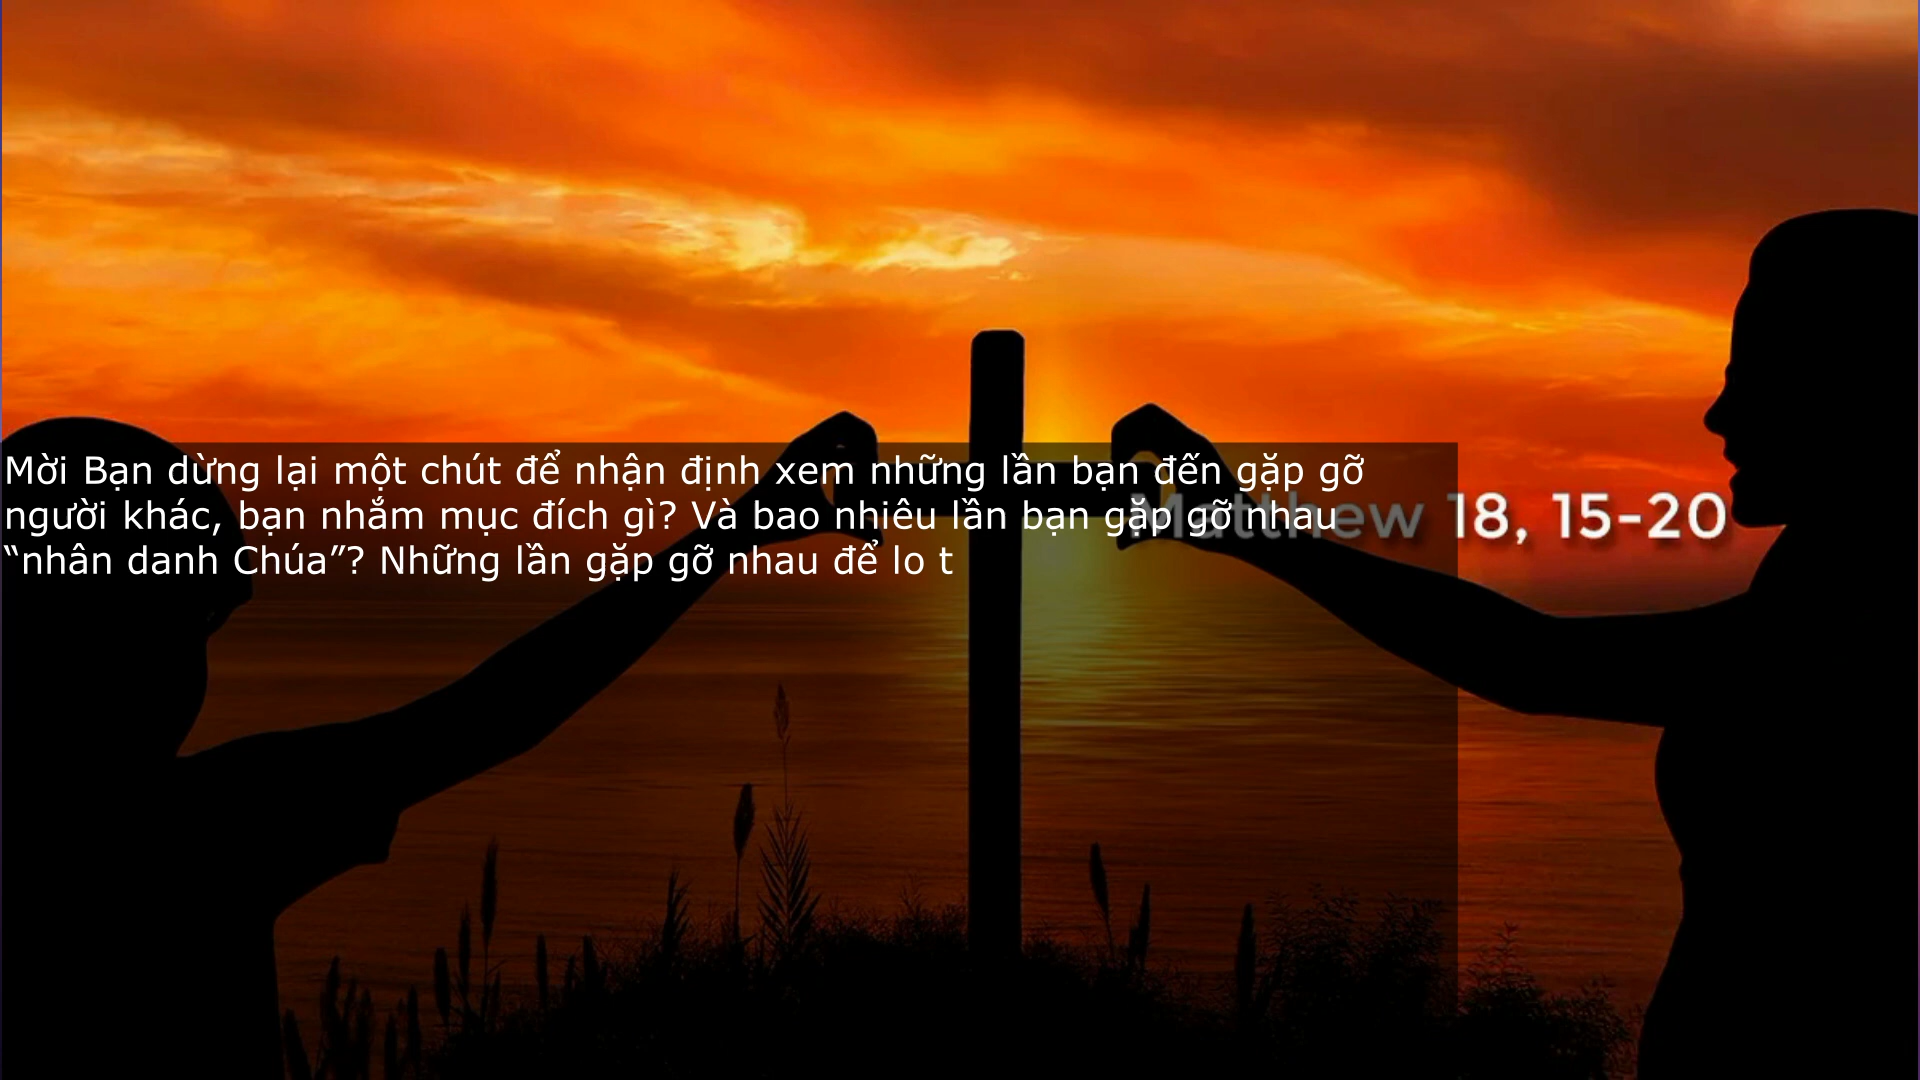 Mời Bạn dừng lại một chút để nhận định xem những lần bạn đến gặp gỡ
người khác, bạn nhắm mục đích gì? Và bao nhiêu lần bạn gặp gỡ nhau
“nhân danh Chúa”? Những lần gặp gỡ nhau để lo t
Matthew 18, 15-20